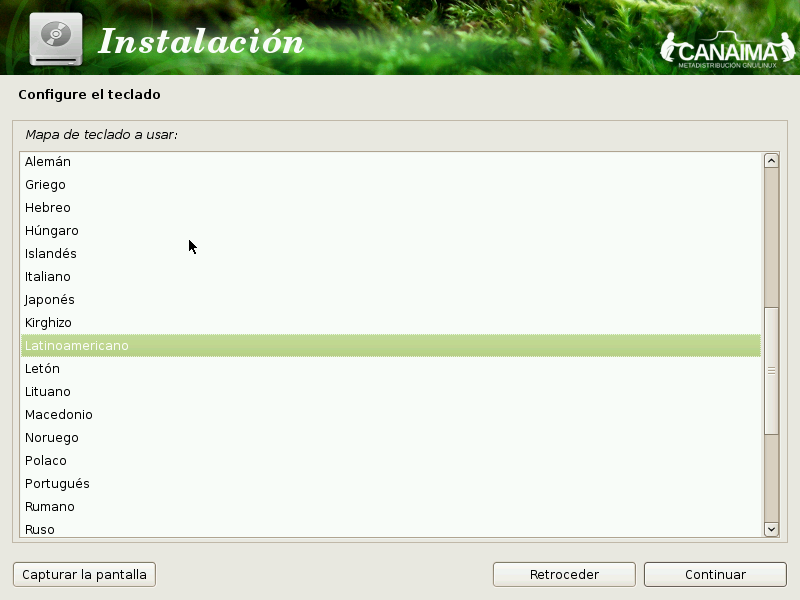 Instalación
CANAIMA
METADISTRIBUCIÓN GNU/LINUX
Configure el teclado
Mapa de teclado a usar:
Alemán
Griego
Hebreo
Húngaro
Islandés
Italiano
Japonés
Kirghizo
Latinoamericano
Letón
Lituano
Macedonio
Noruego
Polaco
Portugués
Rumano
Ruso
Capturar la pantalla
Retroceder
Continuar